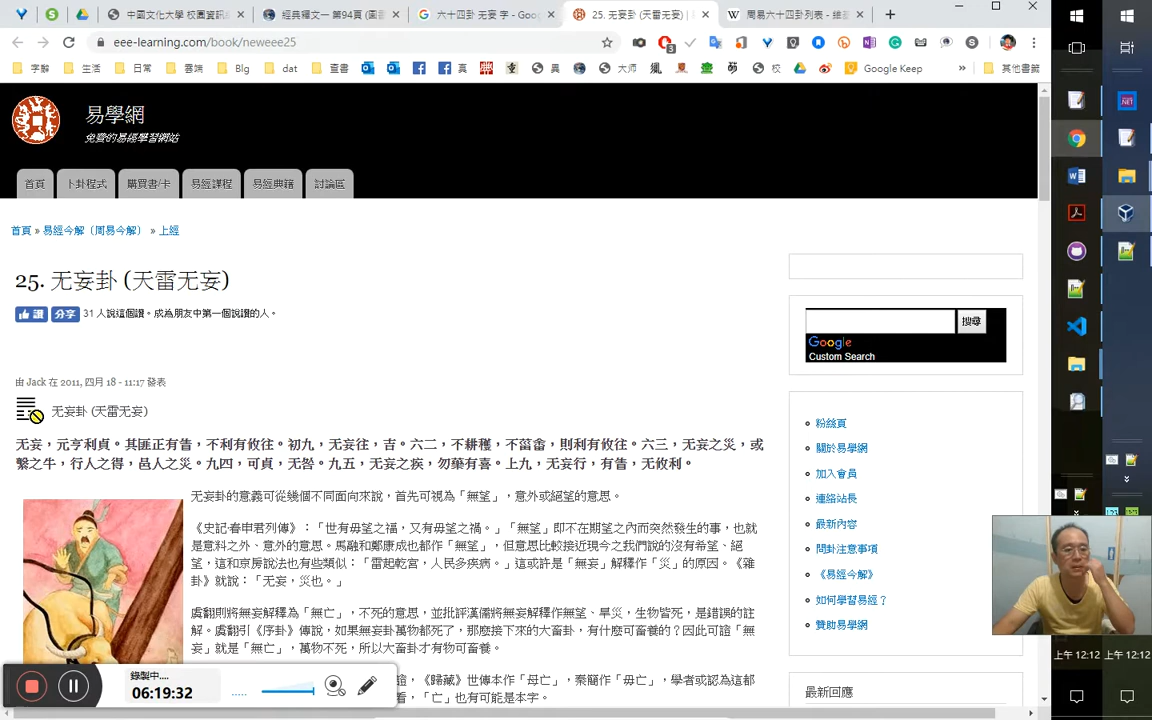 中國文化大學 校園資訊
經典釋文一 第94頁 (圖書
六十四卦 无妄 字 - Goog
25. 无妄卦 (天雷无妄) |
周易六十四卦列表 - 維基
eee-learning.com/book/neweee25
字辭 生活 日常 雲端 Blg dat 查書 真 異 大师 校 Google Keep 其他書籤
易學網
免費的易經學習網站
首頁 卜卦程式 購買書/卡 易經課程 易經典籍 討論區
首頁 » 易經今解（周易今解） » 上經
25. 无妄卦 (天雷无妄)
讚 分享 31 人說這個讚。成為朋友中第一個說讚的人。
搜尋
Google
Custom Search
由 Jack 在 2011, 四月 18 - 11:17 發表
无妄卦 (天雷无妄)
无妄，元亨利貞。其匪正有眚，不利有攸往。初九，无妄往，吉。六二，不耕穫，不菑畬，則利有攸往。六三，无妄之災，或
繫之牛，行人之得，邑人之災。九四，可貞，无咎。九五，无妄之疾，勿藥有喜。上九，无妄行，有眚，无攸利。
无妄卦的意義可從幾個不同面向來說，首先可視為「無望」，意外或絕望的意思。
《史記·春申君列傳》：「世有毋望之福，又有毋望之禍。」「無望」即不在期望之內而突然發生的事，也就
是意料之外、意外的意思。馬融和鄭康成也都作「無望」，但意思比較接近現今之我們說的沒有希望、絕
望，這和京房說法也有些類似：「雷起乾宮，人民多疾病。」這或許是「無妄」解釋作「災」的原因。《雜
卦》就說：「无妄，災也。」
虞翻則將無妄解釋為「無亡」，不死的意思，並批評漢儒將無妄解釋作無望、旱災，生物皆死，是錯誤的註
解。虞翻引《序卦》傳說，如果無妄卦萬物都死了，那麼接下來的大畜卦，有什麼可畜養的？因此可證「無
妄」就是「無亡」，萬物不死，所以大畜卦才有物可畜養。
，《歸藏》世傳本作「母亡」，秦簡作「毋亡」，學者或認為這都
看，「亡」也有可能是本字。
粉絲頁
關於易學網
加入會員
連絡站長
最新內容
問卦注意事項
《易經今解》
如何學習易經？
贊助易學網
最新回應
錄製中....
06:19:32
上午 12:12 上午 12:12